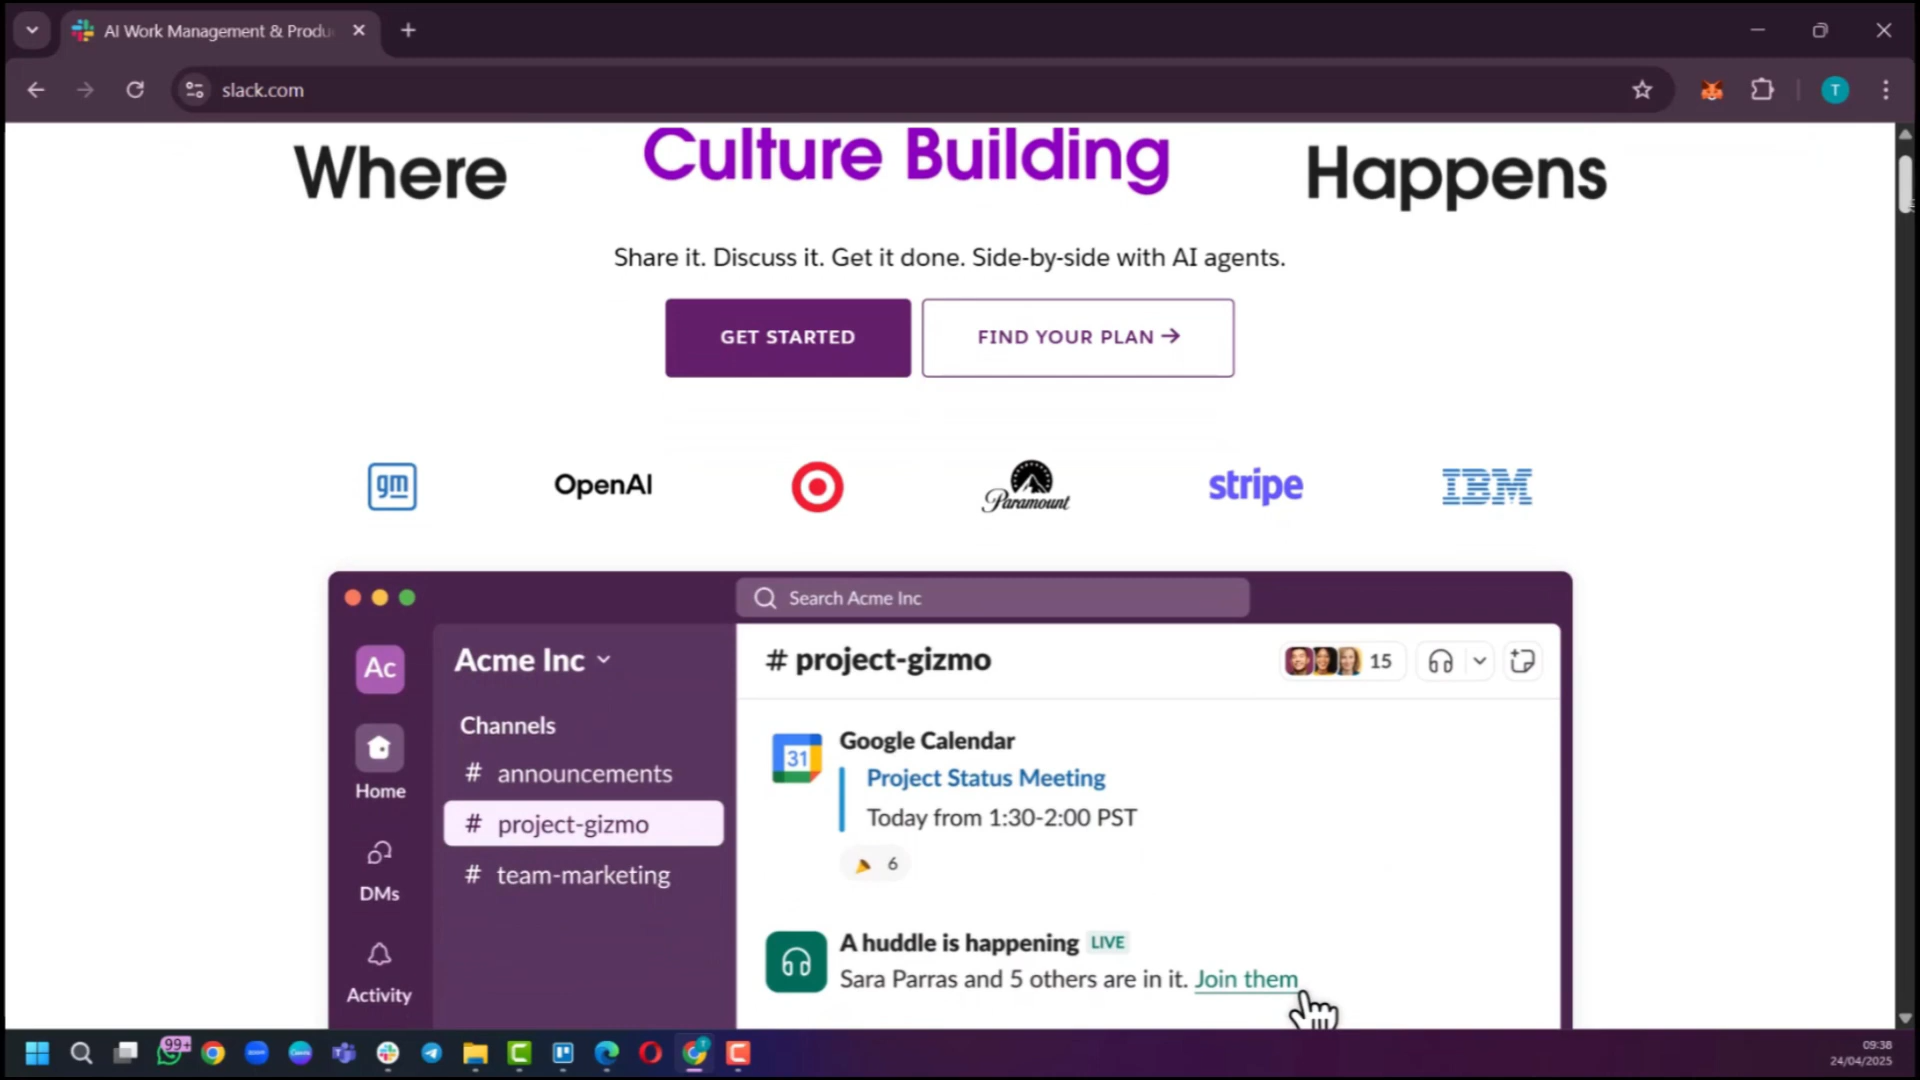 AI Work Management & Produ
slack.com
T
Where Culture Building Happens
Share it. Discuss it. Get it done. Side-by-side with AI agents.
GET STARTED
FIND YOUR PLAN →
gm
OpenAI
Paramount
stripe
IBM
Search Acme Inc
Ac
Acme Inc
# project-gizmo
15
Channels
# announcements
# project-gizmo
# team-marketing
Home
DMs
Activity
31
Google Calendar
Project Status Meeting
Today from 1:30-2:00 PST
6
A huddle is happening LIVE
Sara Parras and 5 others are in it. Join them
99+
09:38
24/04/2025